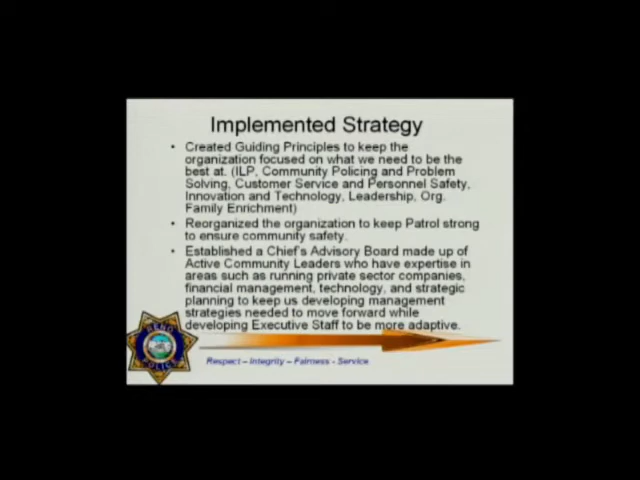 Implemented Strategy
• Created Guiding Principles to keep the
organization focused on what we need to be the
best at. (ILP, Community Policing and Problem
Solving, Customer Service and Personnel Safety,
Innovation and Technology, Leadership, Org.
Family Enrichment)
• Reorganized the organization to keep Patrol strong
to ensure community safety.
• Established a Chief's Advisory Board made up of
Active Community Leaders who have expertise in
areas such as running private sector companies,
financial management, technology, and strategic
planning to keep us developing management
strategies needed to move forward while
developing Executive Staff to be more adaptive.
RENO
POLICE
Respect – Integrity – Fairness - Service